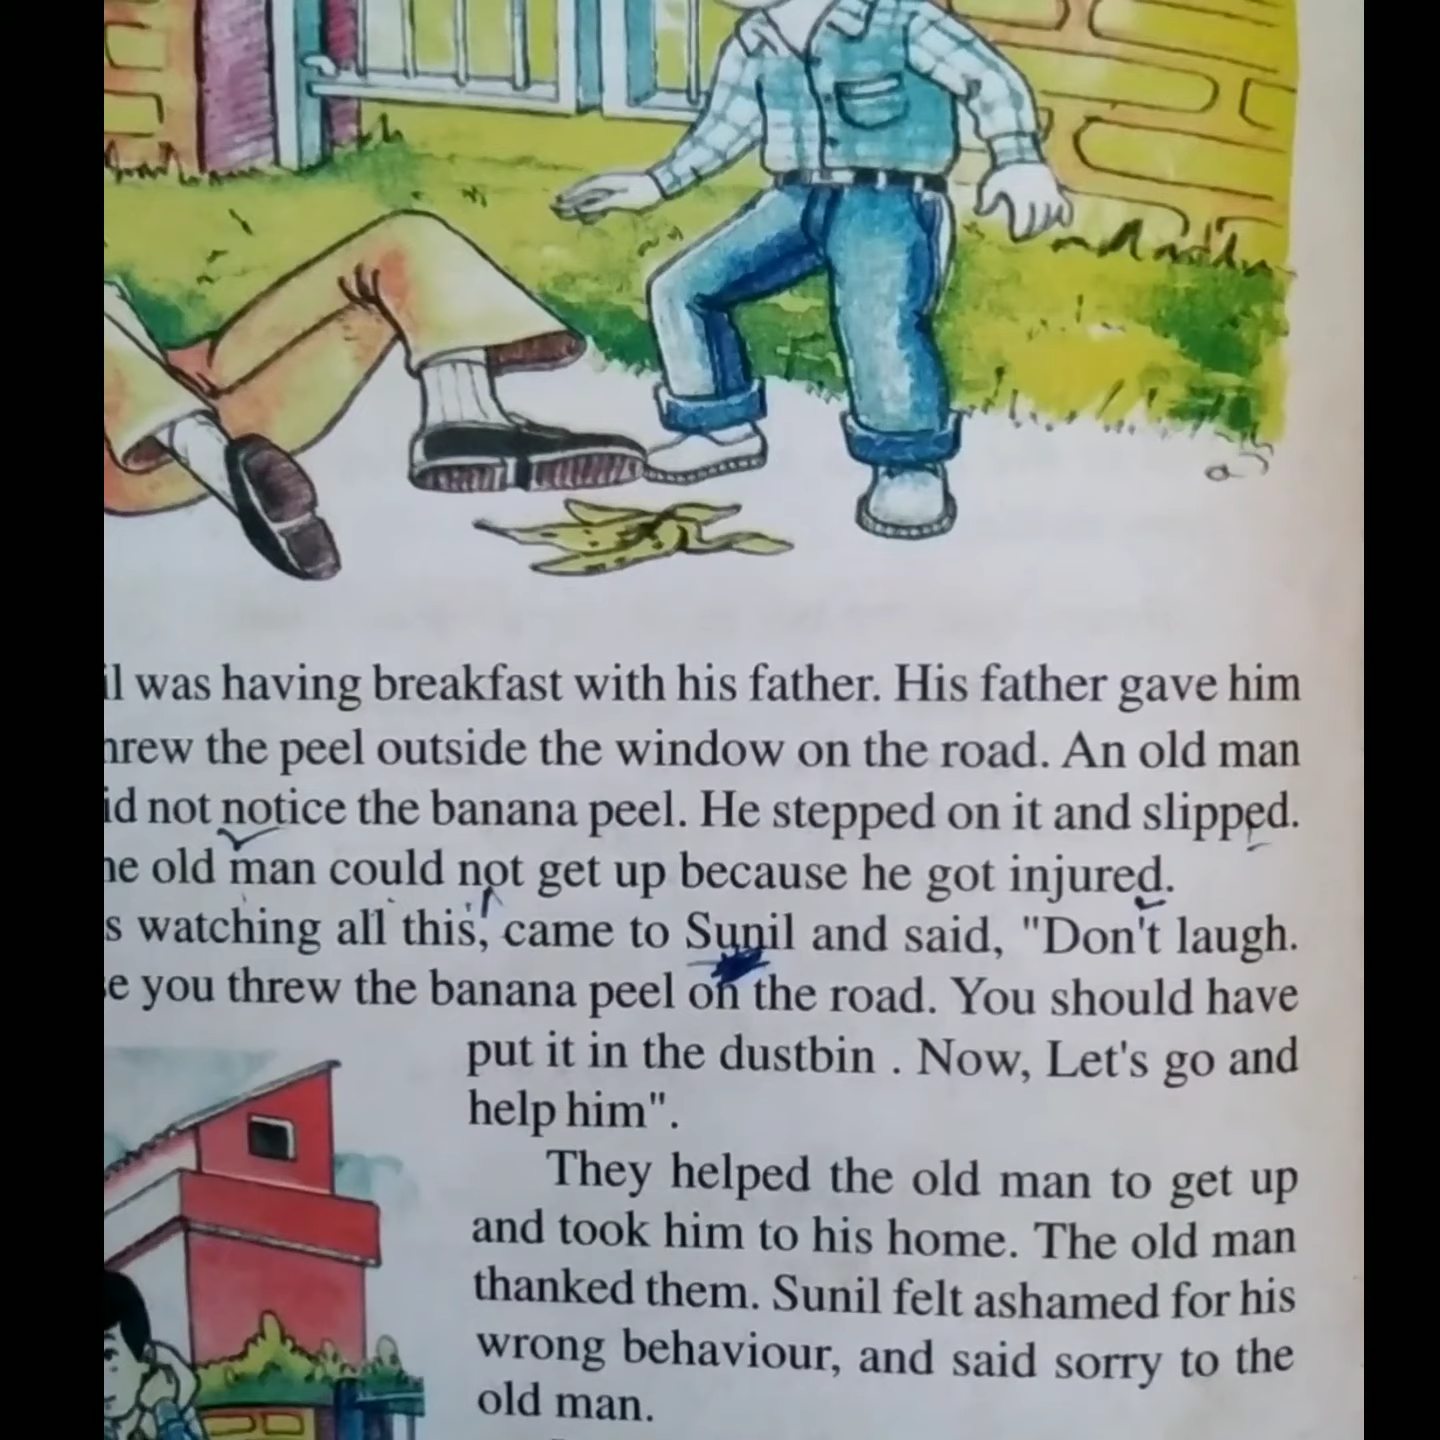 il was having breakfast with his father. His father gave him
hrew the peel outside the window on the road. An old man
id not notice the banana peel. He stepped on it and slipped.
he old man could not get up because he got injured.
s watching all this, came to Sunil and said, "Don't laugh.
e you threw the banana peel on the road. You should have
put it in the dustbin . Now, Let's go and
help him".
They helped the old man to get up
and took him to his home. The old man
thanked them. Sunil felt ashamed for his
wrong behaviour, and said sorry to the
old man.